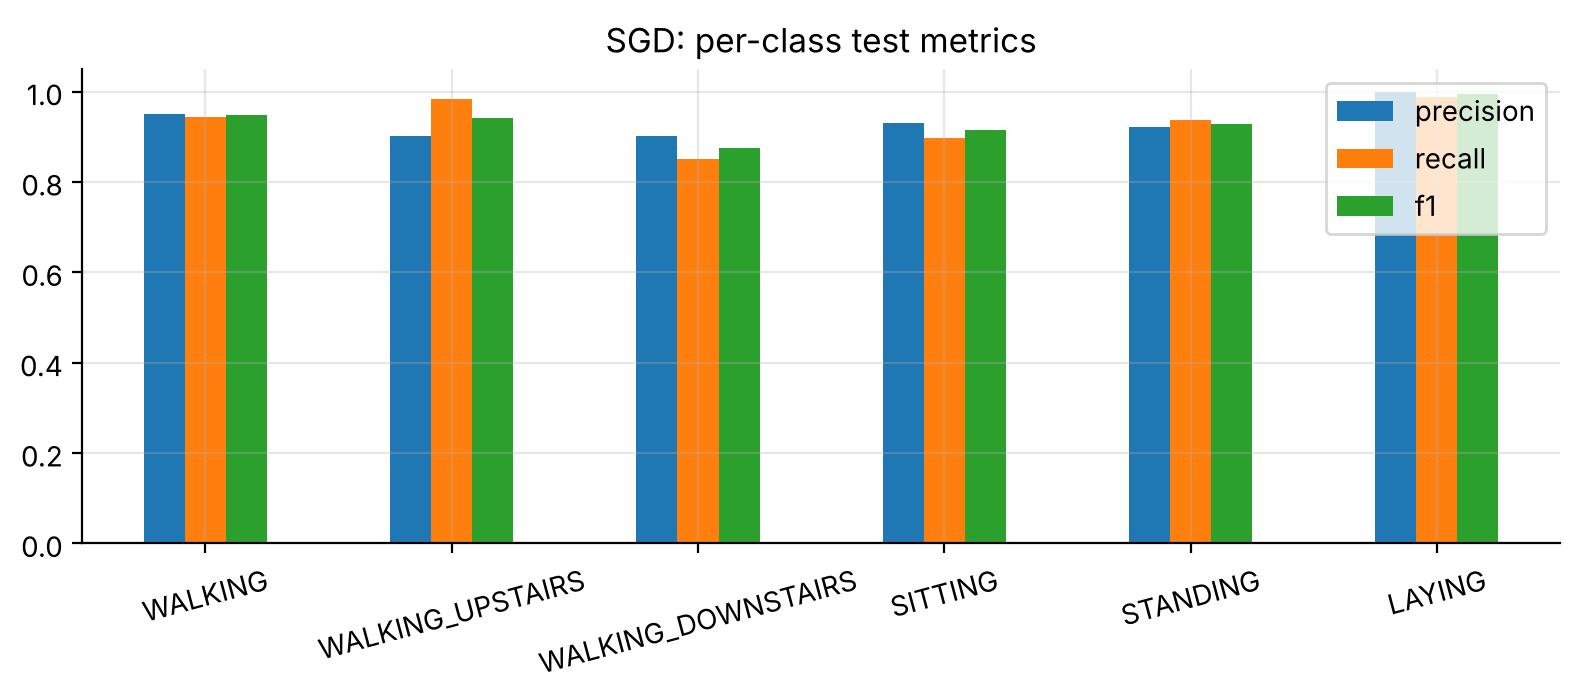 SGD: per-class test metrics
1.0
0.8
0.6
0.4
0.2
0.0
precision
recall
f1
WALKING
WALKING_UPSTAIRS
WALKING_DOWNSTAIRS
SITTING
STANDING
LAYING